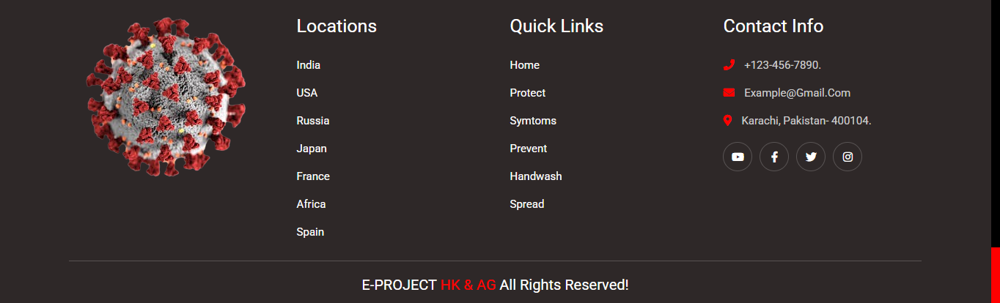 Locations
India
USA
Russia
Japan
France
Africa
Spain
Quick Links
Home
Protect
Symtoms
Prevent
Handwash
Spread
Contact Info
+123-456-7890.
Example@Gmail.Com
Karachi, Pakistan- 400104.
E-PROJECT HK & AG All Rights Reserved!